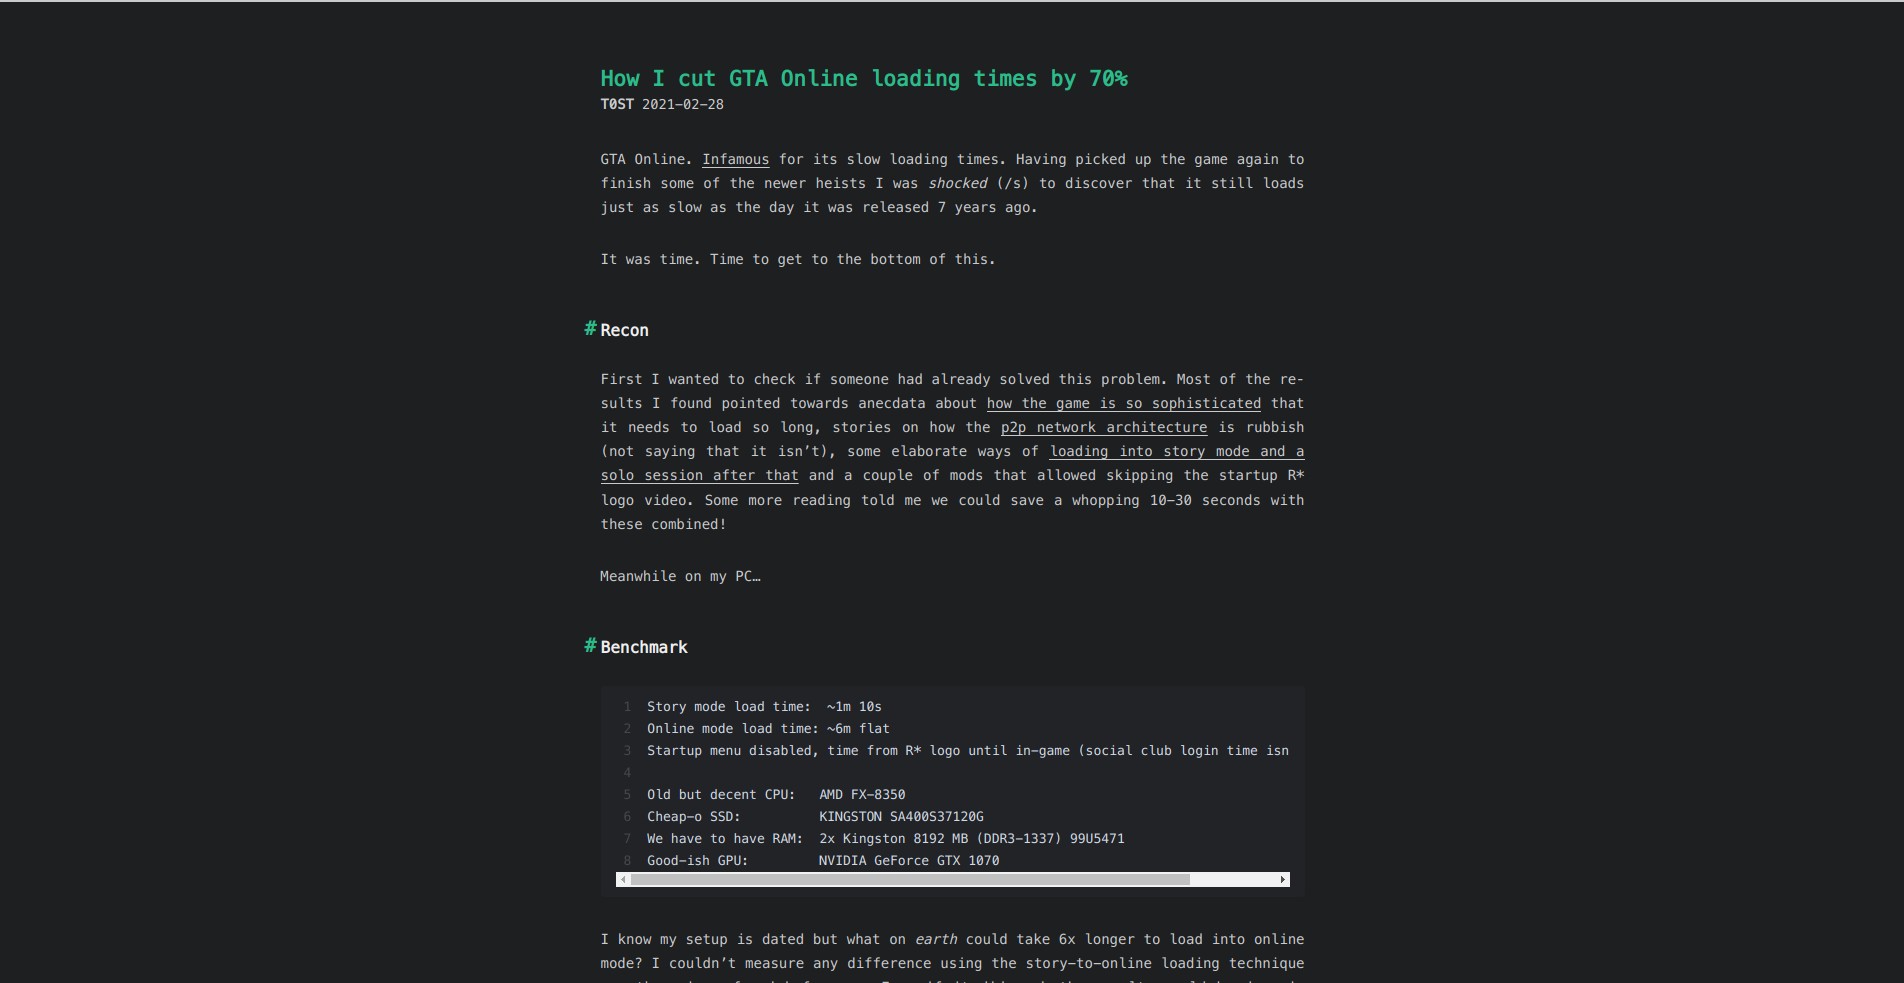 How I cut GTA Online loading times by 70%
T0ST 2021-02-28
GTA Online. Infamous for its slow loading times. Having picked up the game again to
finish some of the newer heists I was shocked (/s) to discover that it still loads
just as slow as the day it was released 7 years ago.
It was time. Time to get to the bottom of this.
# Recon
First I wanted to check if someone had already solved this problem. Most of the re-
sults I found pointed towards anecdata about how the game is so sophisticated that
it needs to load so long, stories on how the p2p network architecture is rubbish
(not saying that it isn’t), some elaborate ways of loading into story mode and a
solo session after that and a couple of mods that allowed skipping the startup R*
logo video. Some more reading told me we could save a whopping 10-30 seconds with
these combined!
Meanwhile on my PC…
# Benchmark
1 Story mode load time:  ~1m 10s
2 Online mode load time: ~6m flat
3 Startup menu disabled, time from R* logo until in-game (social club login time isn
4
5 Old but decent CPU:   AMD FX-8350
6 Cheap-o SSD:          KINGSTON SA400S37120G
7 We have to have RAM:  2x Kingston 8192 MB (DDR3-1337) 99U5471
8 Good-ish GPU:         NVIDIA GeForce GTX 1070
I know my setup is dated but what on earth could take 6x longer to load into online
mode? I couldn’t measure any difference using the story-to-online loading technique